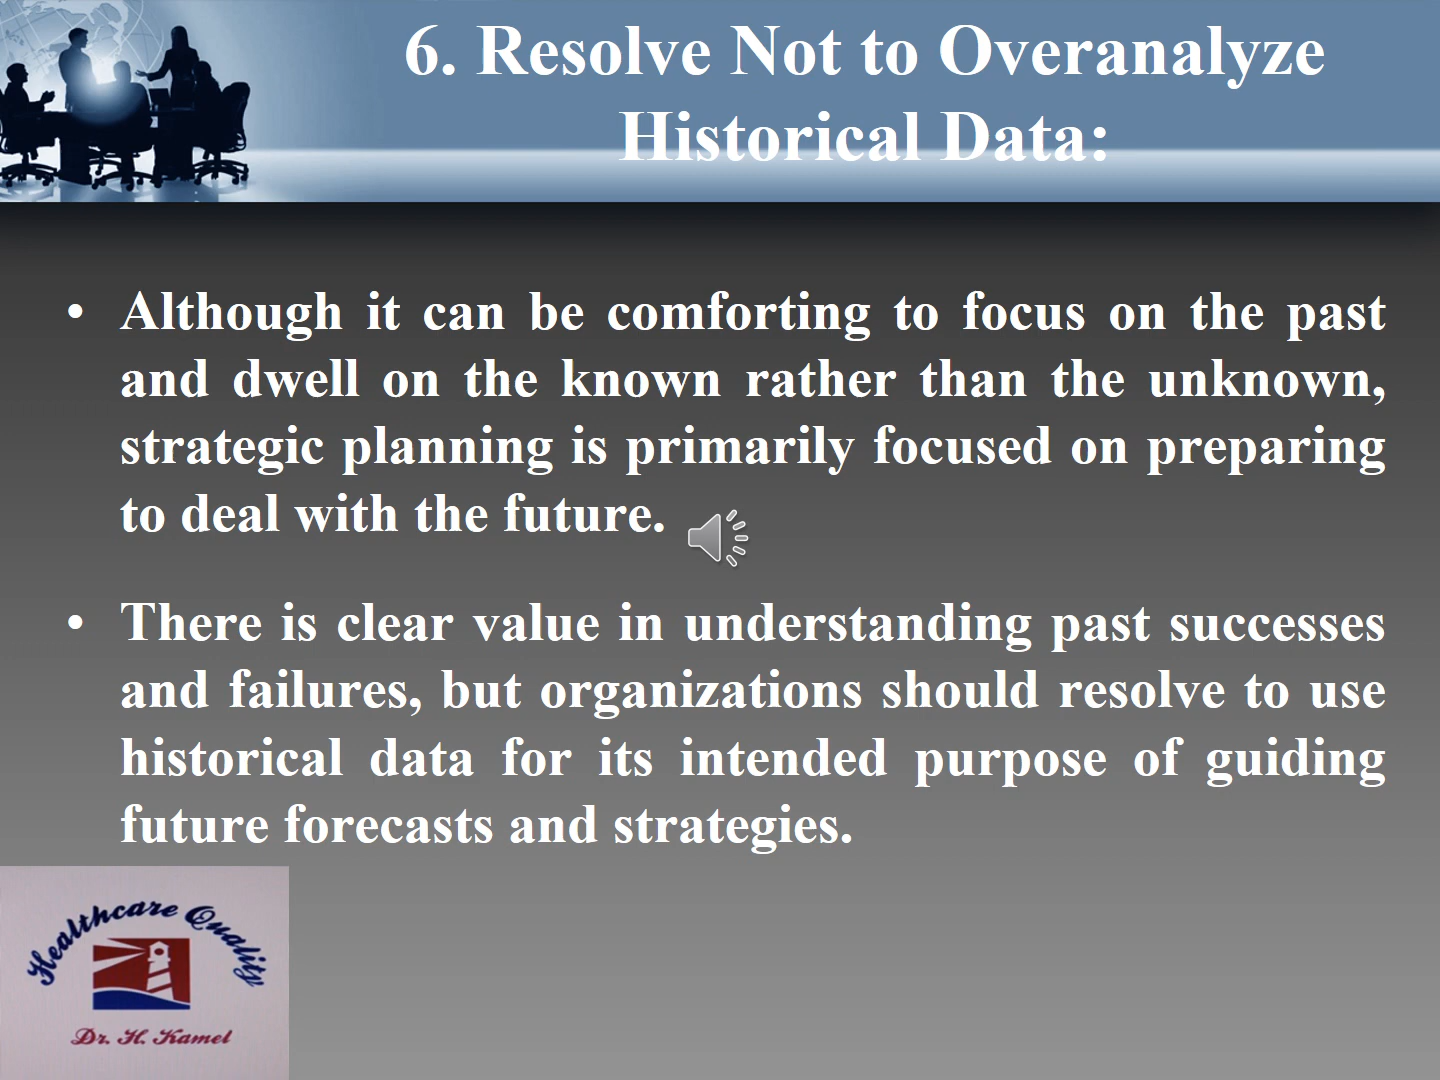 6. Resolve Not to Overanalyze
Historical Data:
• Although it can be comforting to focus on the past
and dwell on the known rather than the unknown,
strategic planning is primarily focused on preparing
to deal with the future.
• There is clear value in understanding past successes
and failures, but organizations should resolve to use
historical data for its intended purpose of guiding
future forecasts and strategies.
Healthcare Quality
Dr. H. Kamel